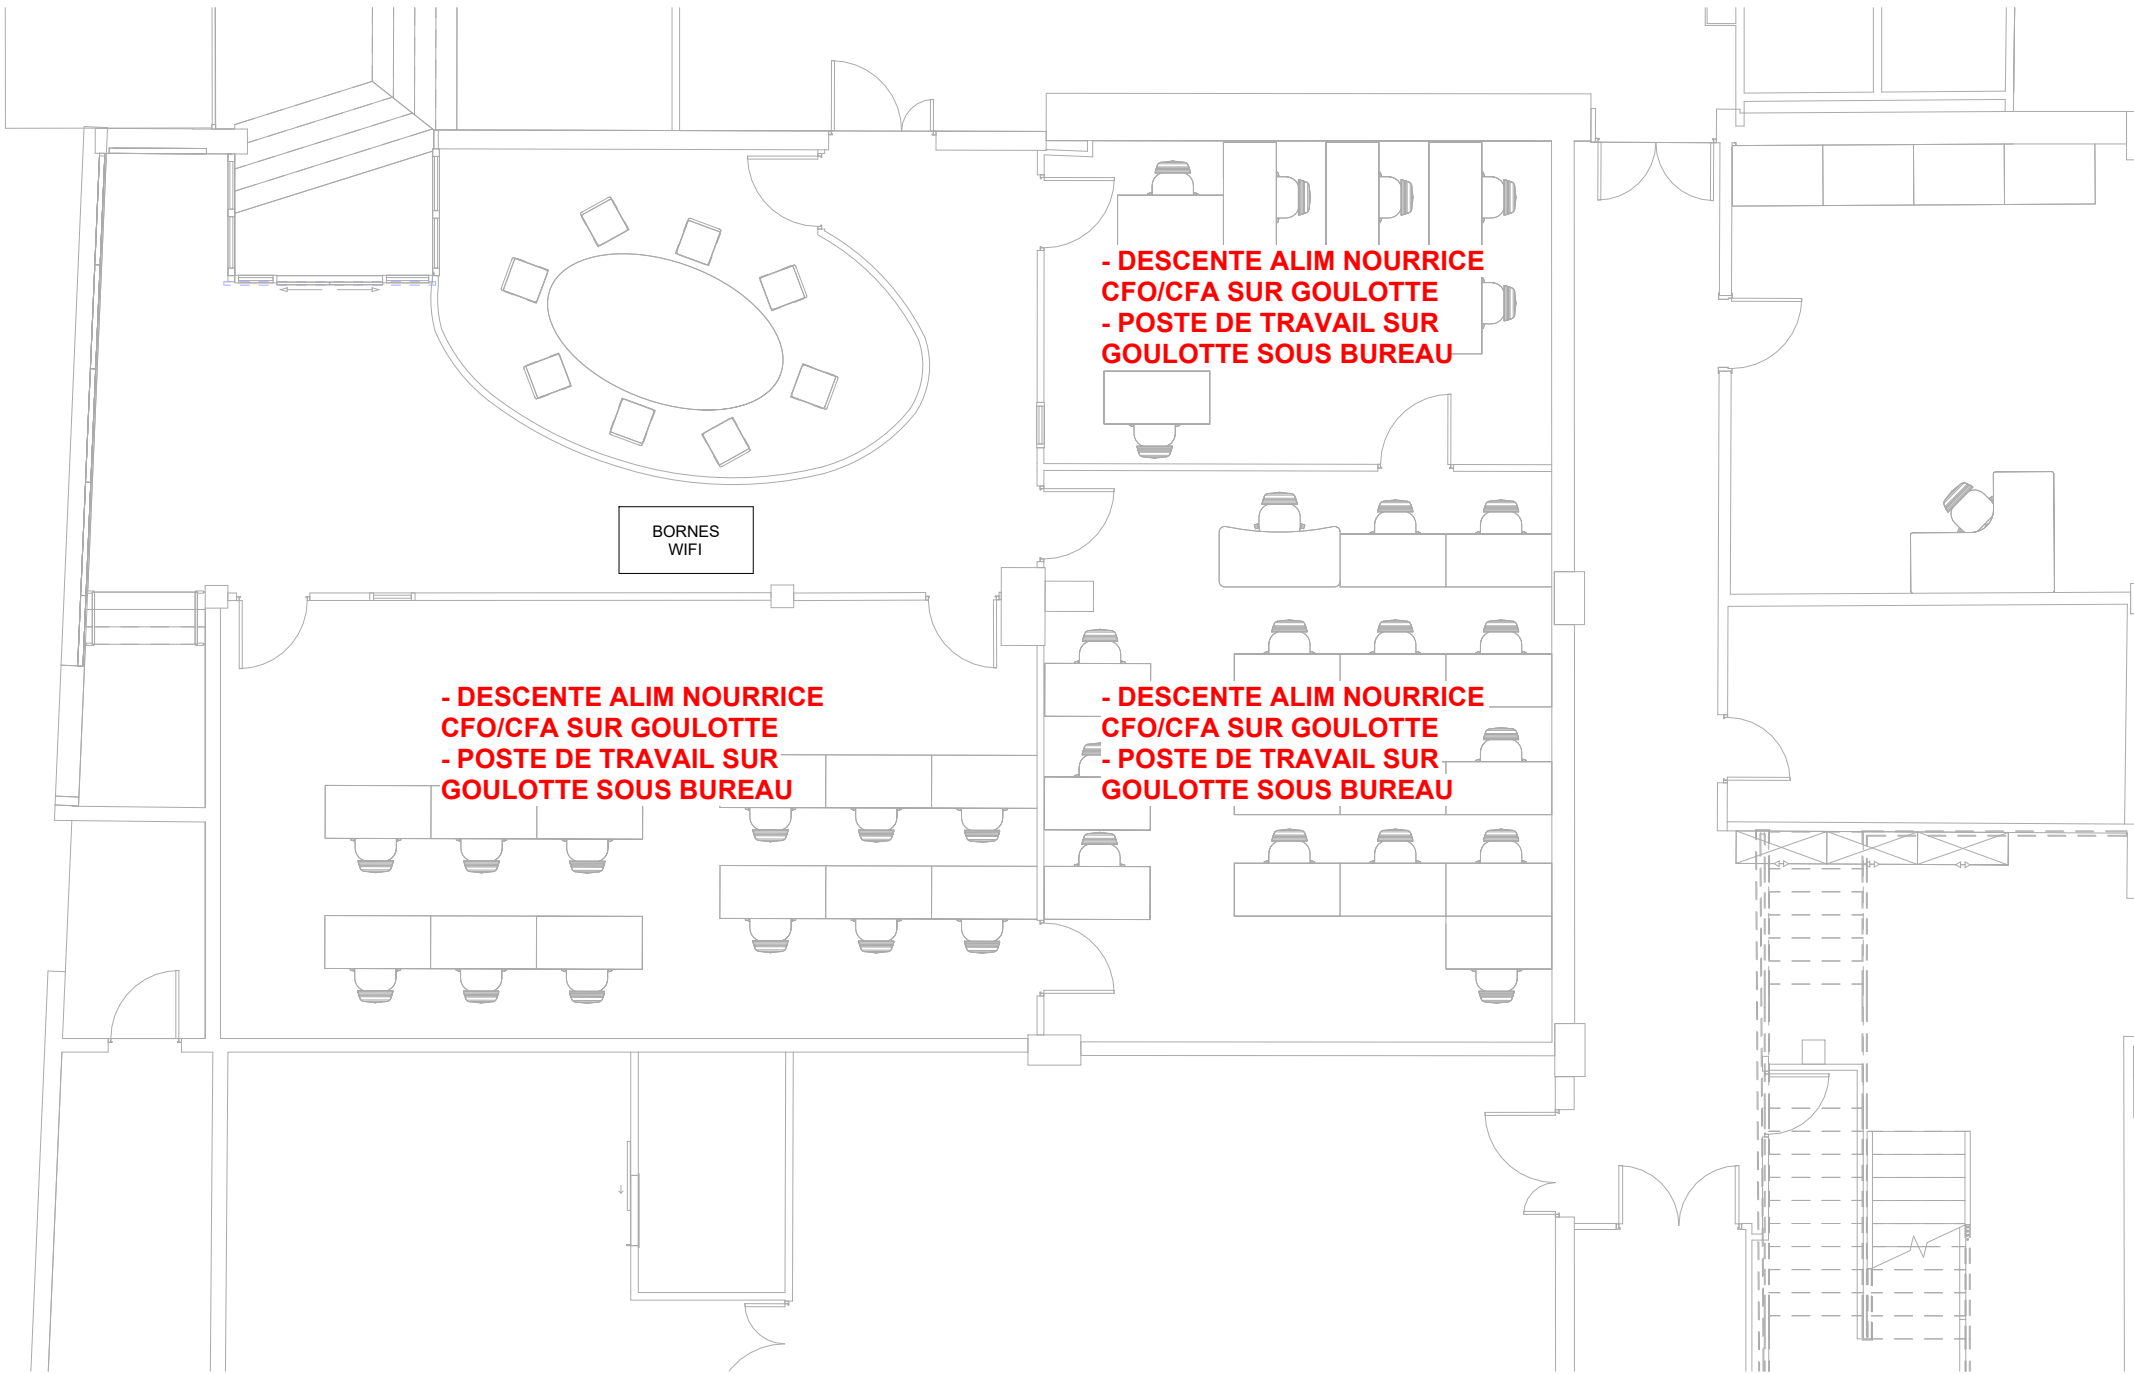 - DESCENTE ALIM NOURRICE
CFO/CFA SUR GOULOTTE
- POSTE DE TRAVAIL SUR
GOULOTTE SOUS BUREAU
BORNES
WIFI
- DESCENTE ALIM NOURRICE
CFO/CFA SUR GOULOTTE
- POSTE DE TRAVAIL SUR
GOULOTTE SOUS BUREAU
- DESCENTE ALIM NOURRICE
CFO/CFA SUR GOULOTTE
- POSTE DE TRAVAIL SUR
GOULOTTE SOUS BUREAU